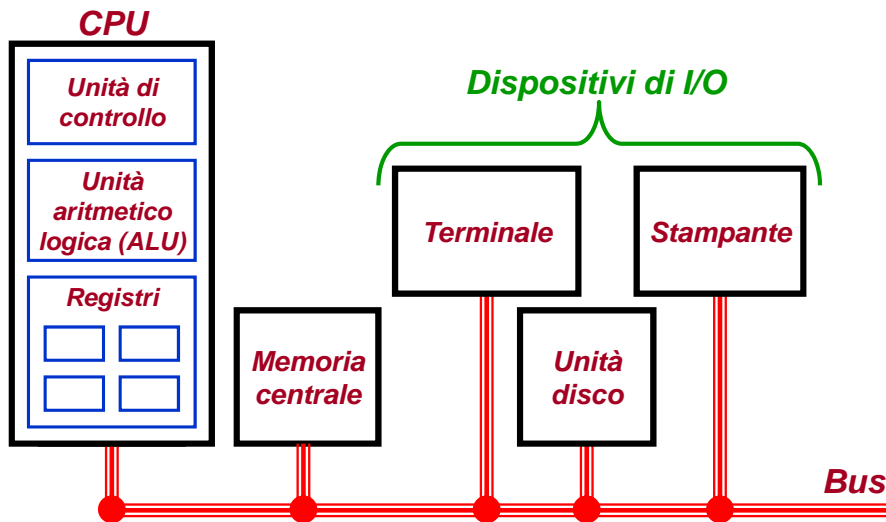 CPU
Unità di
controllo
Unità
aritmetico
logica (ALU)
Registri
Dispositivi di I/O
Terminale
Stampante
Memoria
centrale
Unità
disco
Bus